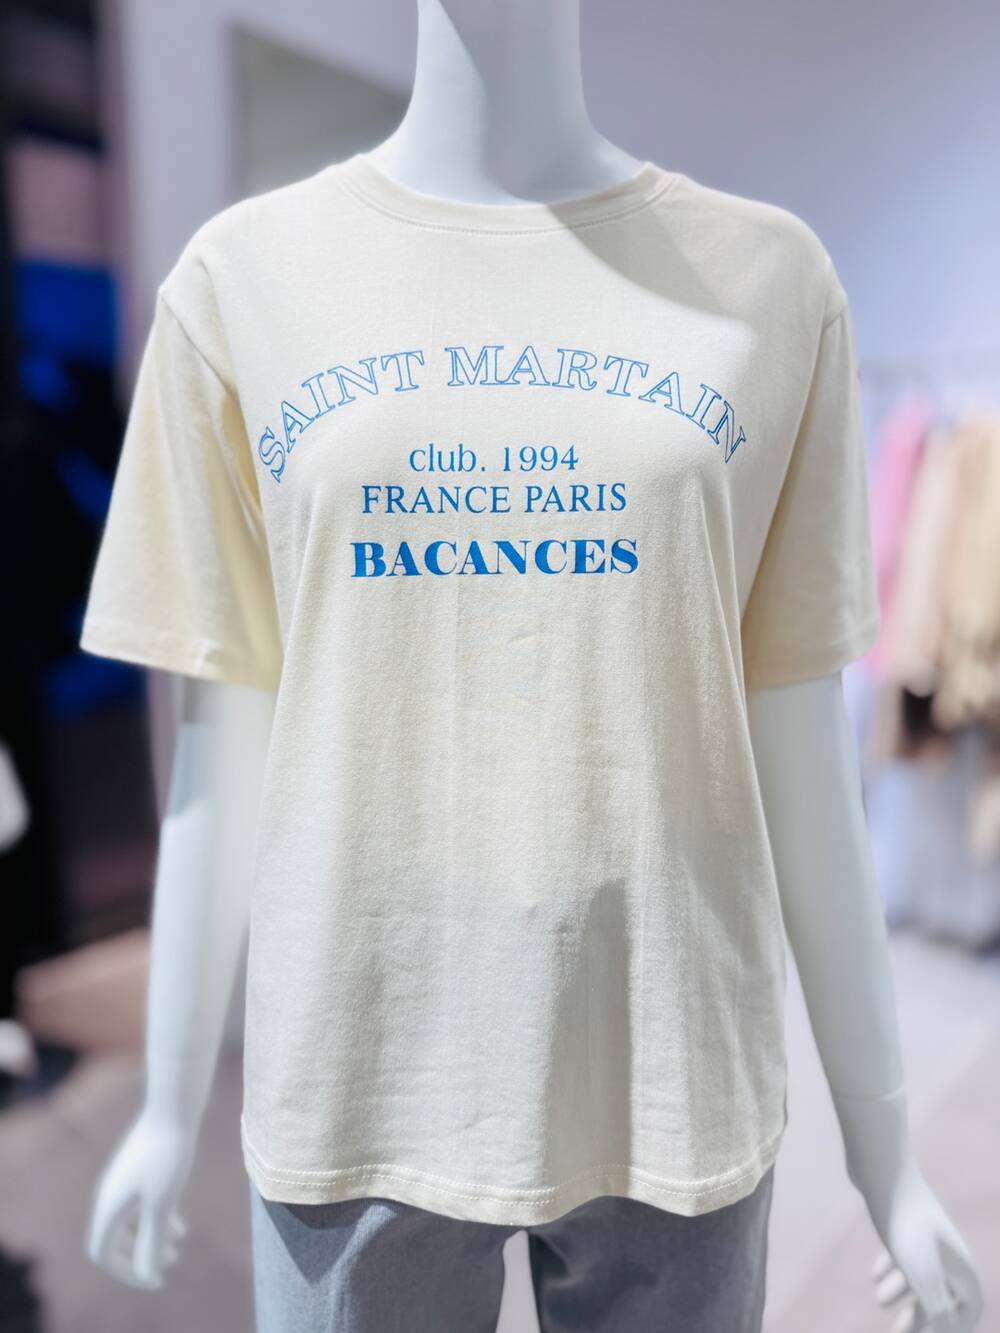 SAINT MARTAIN
club. 1994
FRANCE PARIS
BACANCES